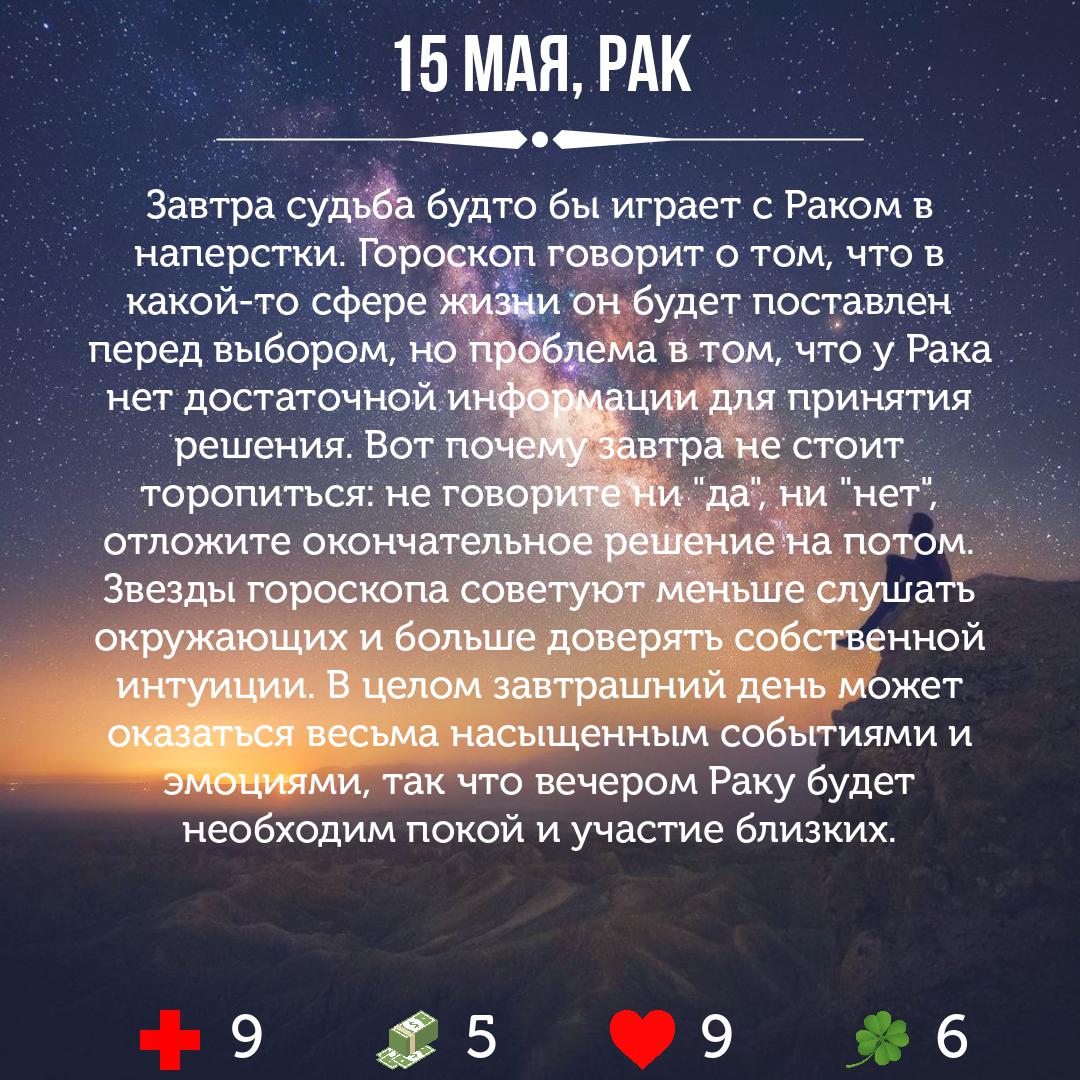 15 МАЯ, РАК
Завтра судьба будто бы играет с Раком в
наперстки. Гороскоп говорит о том, что в
какой-то сфере жизни он будет поставлен
перед выбором, но проблема в том, что у Рака
нет достаточной информации для принятия
решения. Вот почему завтра не стоит
торопиться: не говорите ни "да", ни "нет",
отложите окончательное решение на потом.
Звезды гороскопа советуют меньше слушать
окружающих и больше доверять собственной
интуиции. В целом завтрашний день может
оказаться весьма насыщенным событиями и
эмоциями, так что вечером Раку будет
необходим покой и участие близких.
9 5 9 6